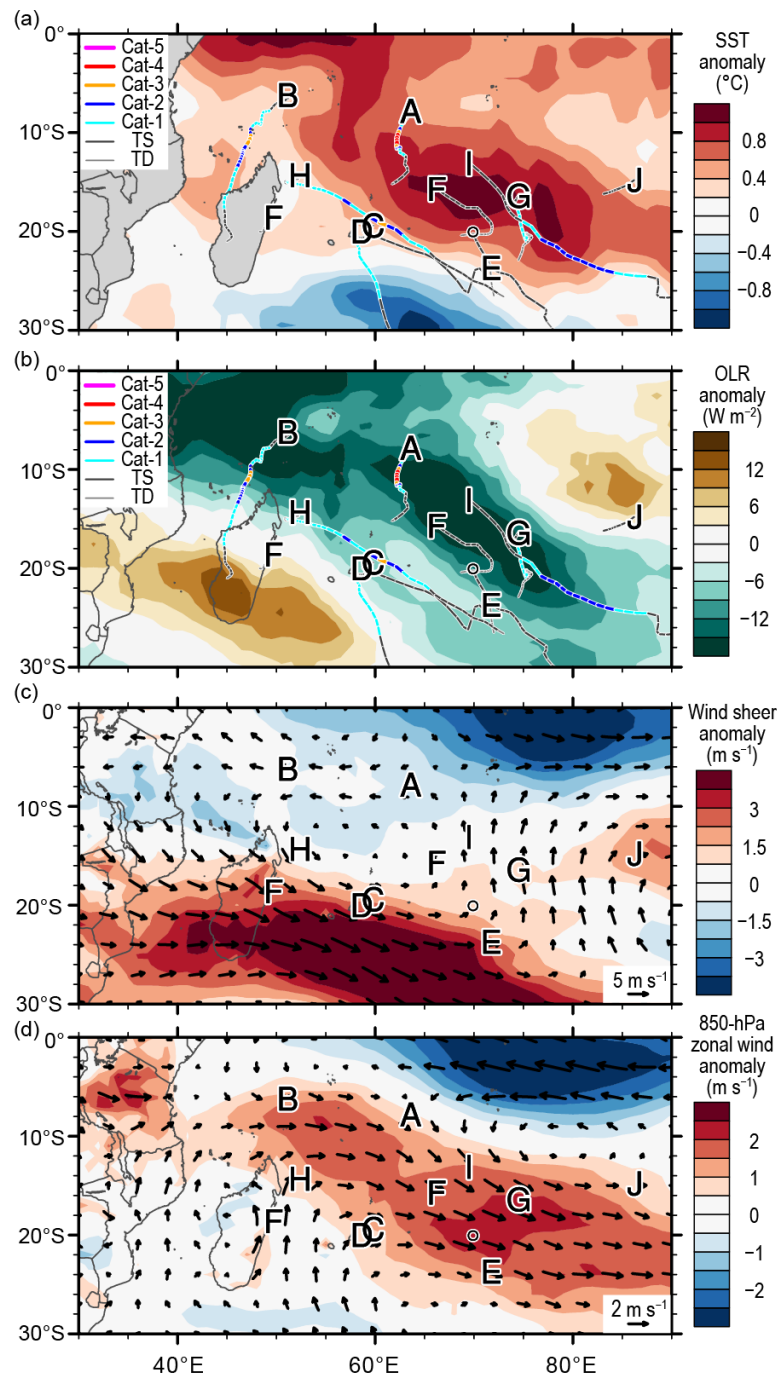 (a)
0°
10°S
20°S
30°S
Cat-5
Cat-4
Cat-3
Cat-2
Cat-1
TS
TD
B
A
H
I
F
G
J
F
D
C
E
SST
anomaly
(°C)
0.8
0.4
0
−0.4
−0.8
(b)
0°
10°S
20°S
30°S
Cat-5
Cat-4
Cat-3
Cat-2
Cat-1
TS
TD
B
A
H
I
F
G
J
F
D
C
E
OLR
anomaly
(W m⁻²)
12
6
0
−6
−12
(c)
0°
10°S
20°S
30°S
B
A
H
I
F
G
J
F
D
C
E
5 m s⁻¹
Wind sheer
anomaly
(m s⁻¹)
3
1.5
0
−1.5
−3
(d)
0°
10°S
20°S
30°S
B
A
H
I
F
G
J
F
D
C
E
2 m s⁻¹
850-hPa
zonal wind
anomaly
(m s⁻¹)
2
1
0
−1
−2
40°E
60°E
80°E